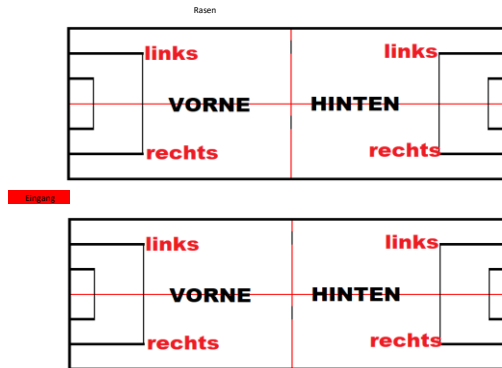 Rasen
links
links
VORNE
HINTEN
rechts
rechts
Eingang
links
links
VORNE
HINTEN
rechts
rechts